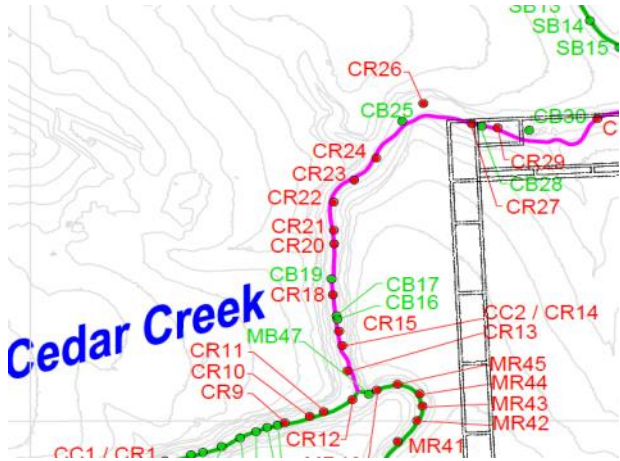 SB13
SB14
SB15
CR26
CB25
CB30
CR24
CR29
CR23
CB28
CR22
CR27
CR21
CR20
CB19
CB17
CR18
CB16
CC2 / CR14
CR15
CR13
Cedar Creek
MB47
CR11
MR45
CR10
MR44
CR9
MR43
MR42
CR12
MR41
CC1 / CR1